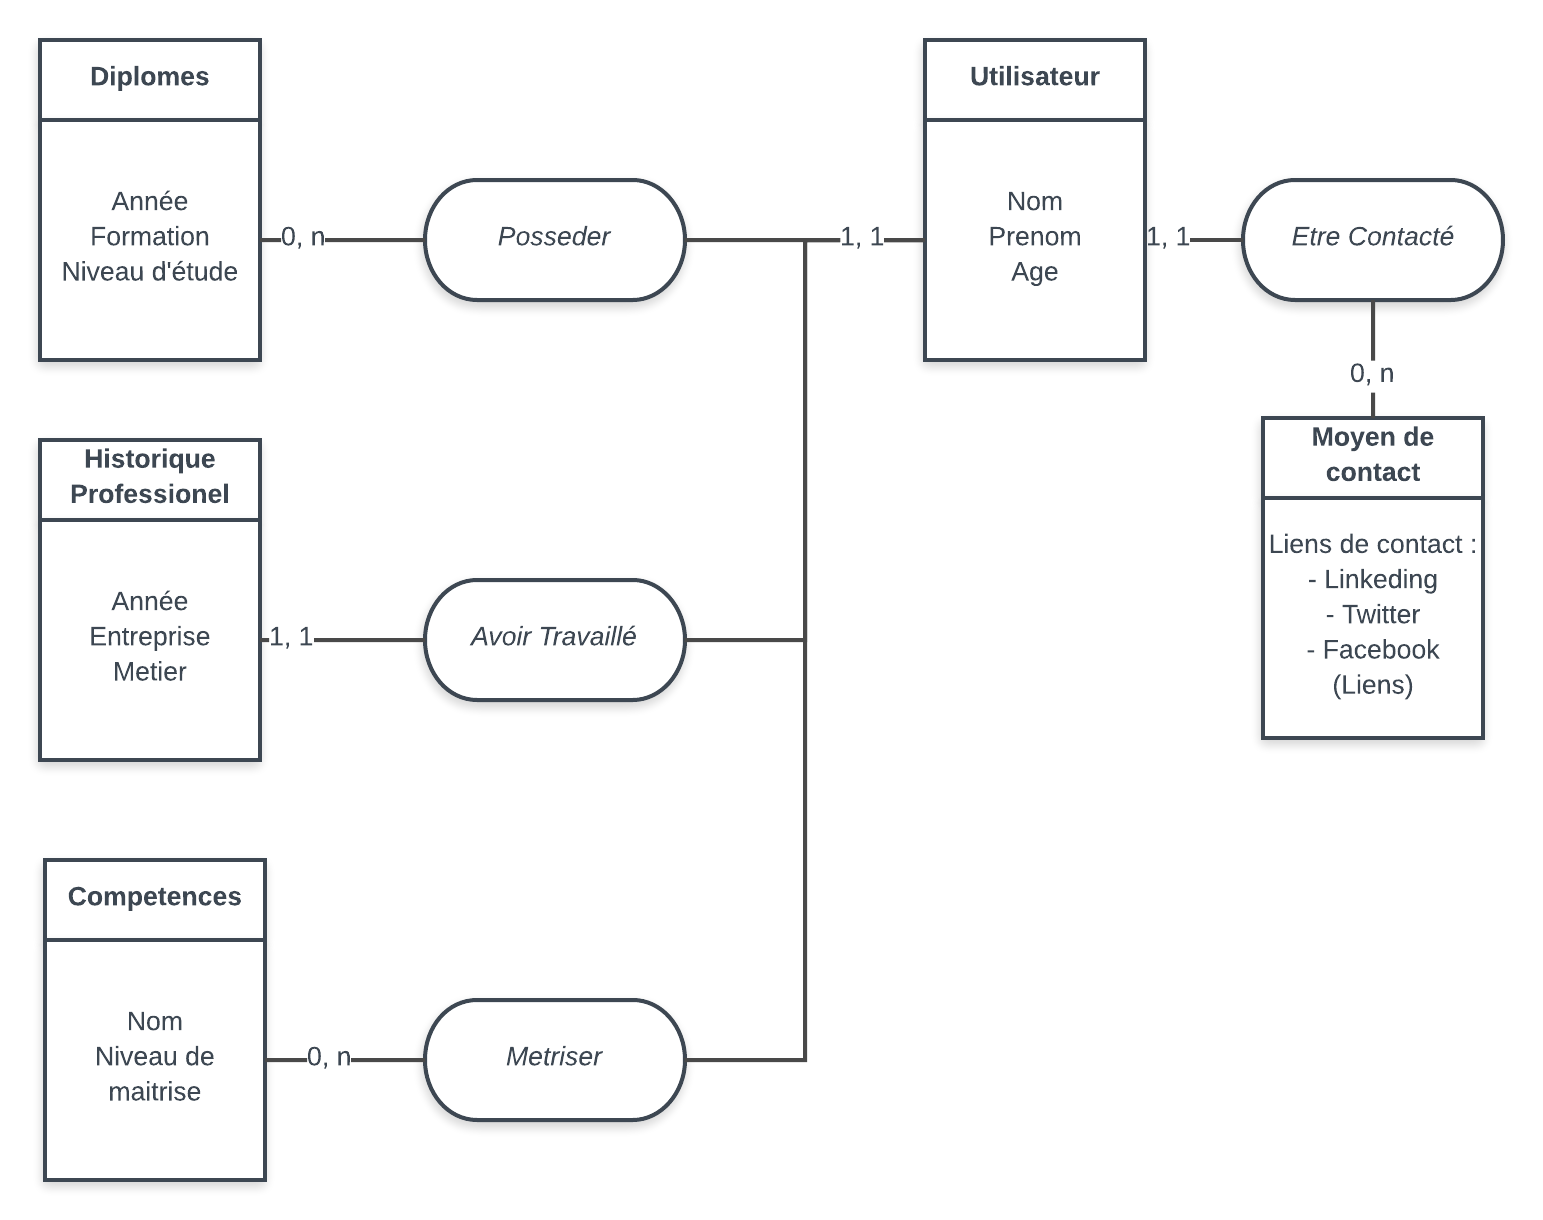 Diplomes
Année
Formation
Niveau d'étude
0, n
Posseder
1, 1
Utilisateur
Nom
Prenom
Age
1, 1
Etre Contacté
0, n
Moyen de
contact
Liens de contact :
- Linkeding
- Twitter
- Facebook
(Liens)
Historique
Professionel
Année
Entreprise
Metier
1, 1
Avoir Travaillé
Competences
Nom
Niveau de
maitrise
0, n
Metriser